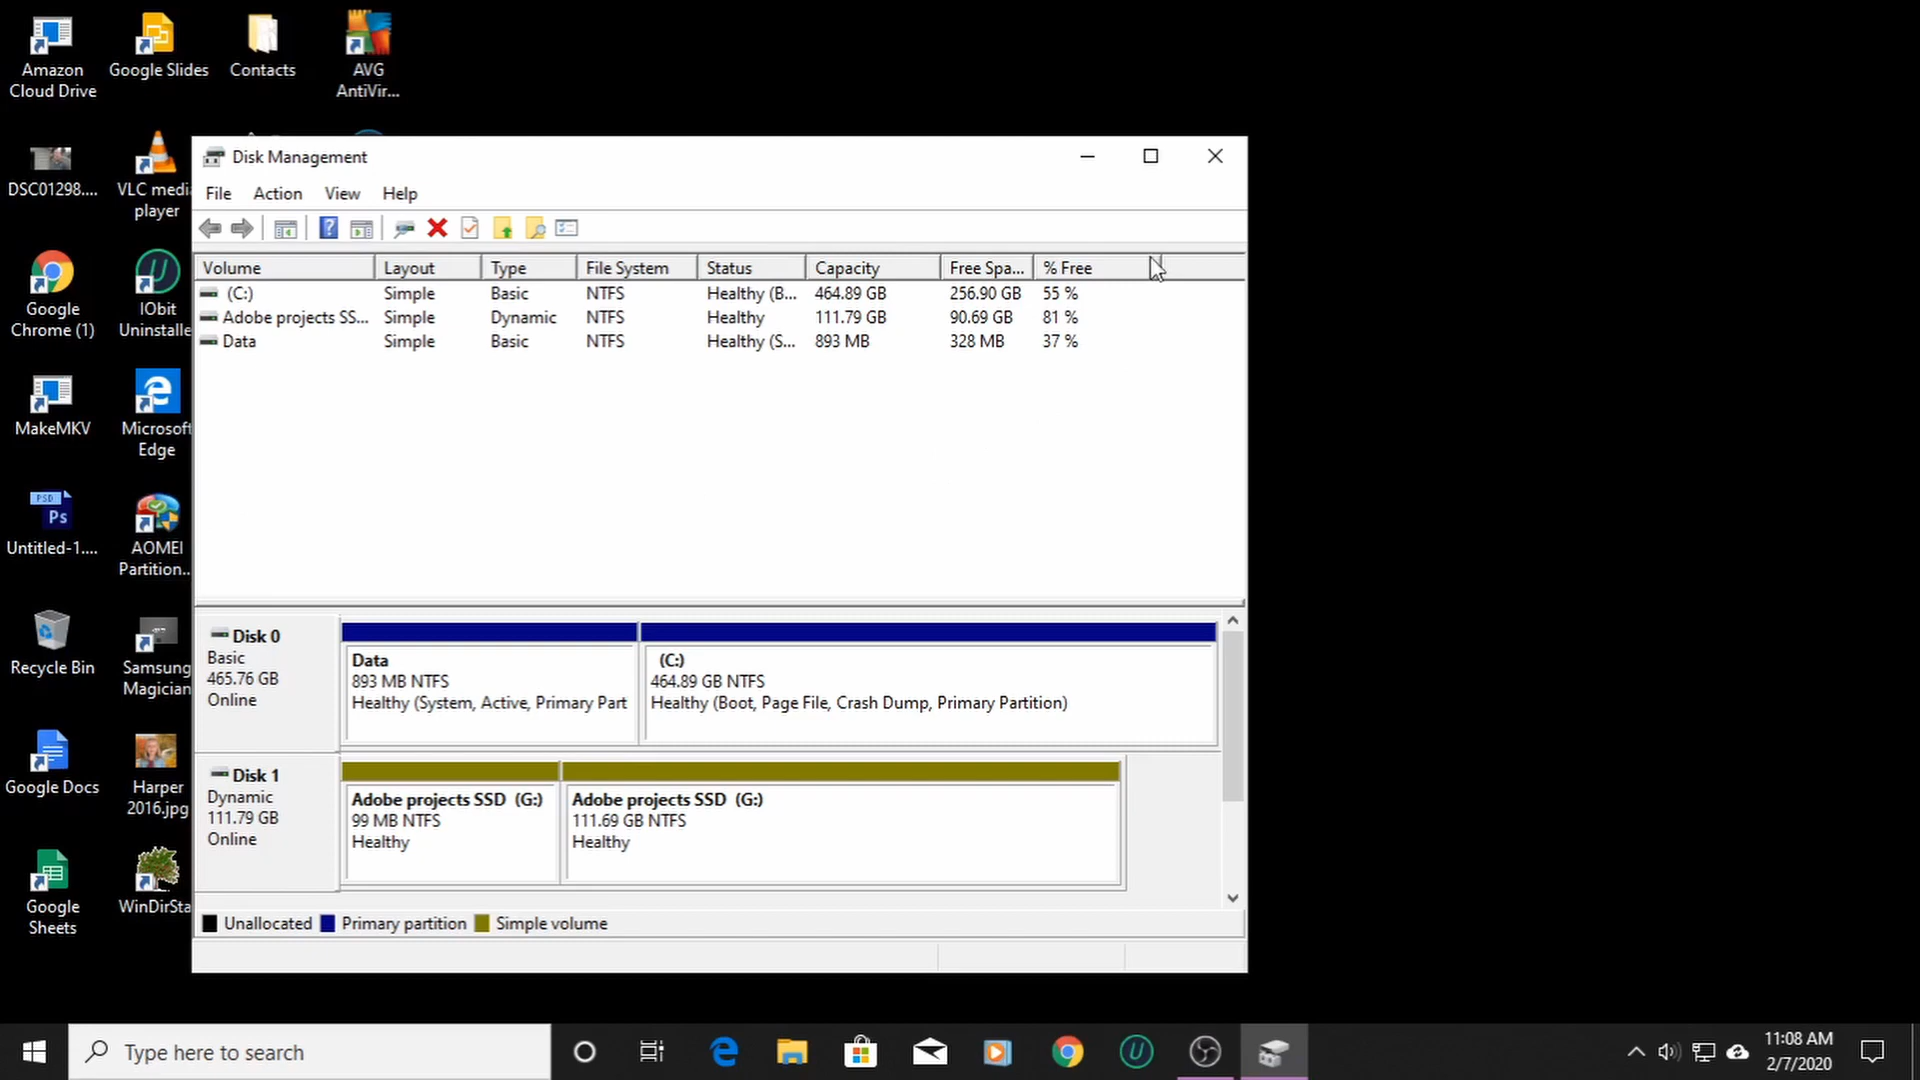 Amazon
Cloud Drive
Google Slides
Contacts
AVG
AntiVir...
DSC01298....
VLC medi
player
Google
Chrome (1)
IObit
Uninstalle
MakeMKV
Microsoft
Edge
PSD
Ps
Untitled-1....
AOMEI
Partition...
Recycle Bin
Samsung
Magician
Google Docs
Harper
2016.jpg
Google
Sheets
WinDirSta
Disk Management
File Action View Help
Volume Layout Type File System Status Capacity Free Spa... % Free
(C:) Simple Basic NTFS Healthy (B... 464.89 GB 256.90 GB 55 %
Adobe projects SS... Simple Dynamic NTFS Healthy 111.79 GB 90.69 GB 81 %
Data Simple Basic NTFS Healthy (S... 893 MB 328 MB 37 %
Disk 0
Basic
465.76 GB
Online
Data
893 MB NTFS
Healthy (System, Active, Primary Part
(C:)
464.89 GB NTFS
Healthy (Boot, Page File, Crash Dump, Primary Partition)
Disk 1
Dynamic
111.79 GB
Online
Adobe projects SSD (G:)
99 MB NTFS
Healthy
Adobe projects SSD (G:)
111.69 GB NTFS
Healthy
Unallocated Primary partition Simple volume
Type here to search
11:08 AM
2/7/2020